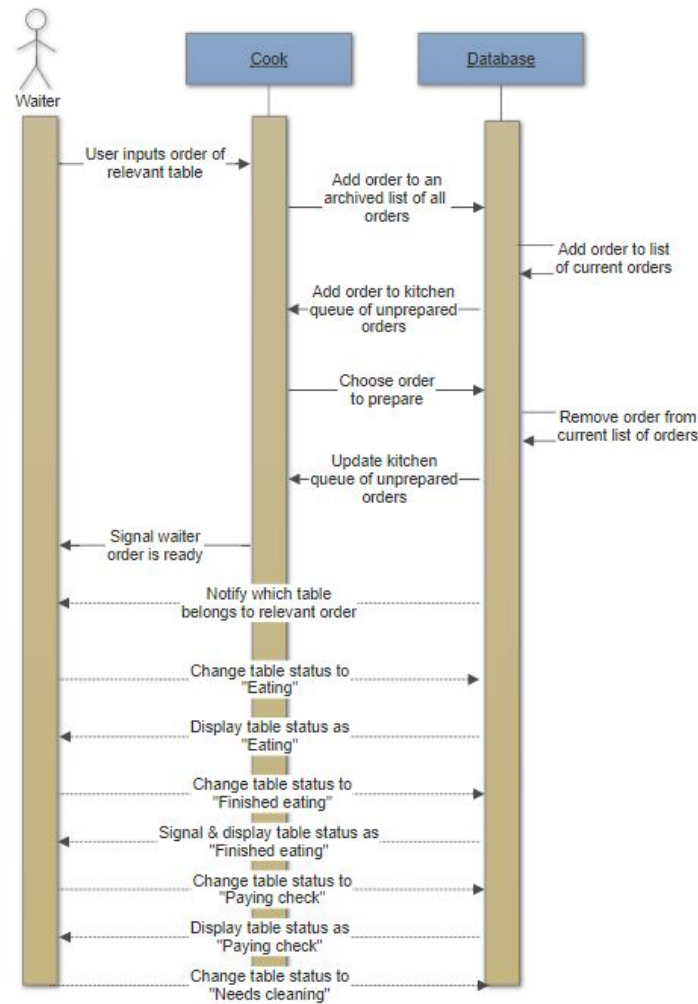 Waiter
Cook
Database
User inputs order of
relevant table
Add order to an
archived list of all
orders
Add order to list
of current orders
Add order to kitchen
queue of unprepared
orders
Choose order
to prepare
Remove order from
current list of orders
Update kitchen
queue of unprepared
orders
Signal waiter
order is ready
Notify which table
belongs to relevant order
Change table status to
"Eating"
Display table status as
"Eating"
Change table status to
"Finished eating"
Signal & display table status as
"Finished eating"
Change table status to
"Paying check"
Display table status as
"Paying check"
Change table status to
"Needs cleaning"